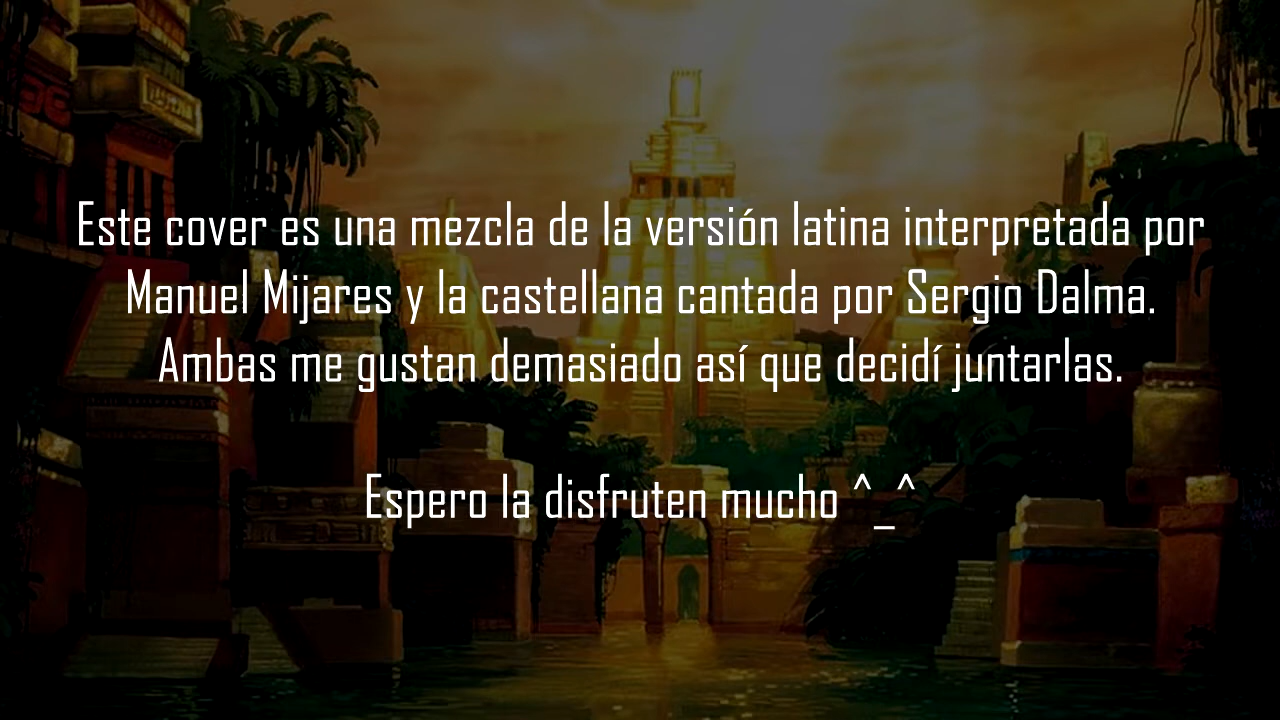 Este cover es una mezcla de la versión latina interpretada por
Manuel Mijares y la castellana cantada por Sergio Dalma.
Ambas me gustan demasiado así que decidí juntarlas.
Espero la disfruten mucho ^_^